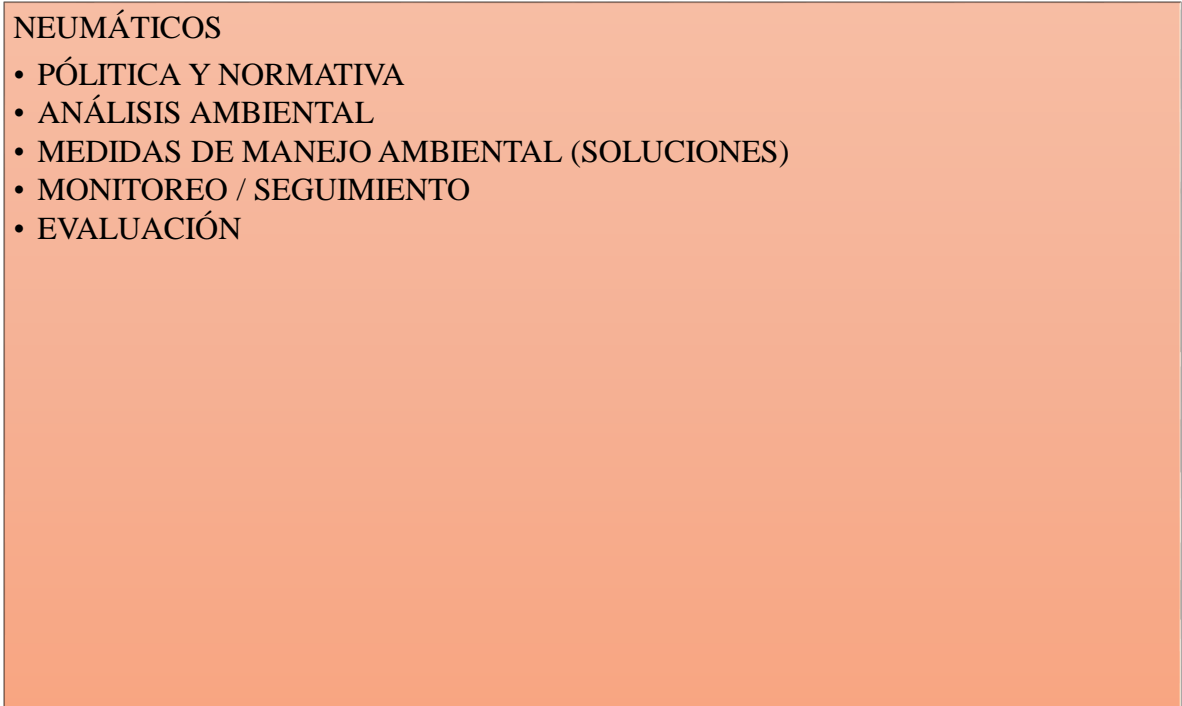 NEUMÁTICOS
• PÓLITICA Y NORMATIVA
• ANÁLISIS AMBIENTAL
• MEDIDAS DE MANEJO AMBIENTAL (SOLUCIONES)
• MONITOREO / SEGUIMIENTO
• EVALUACIÓN